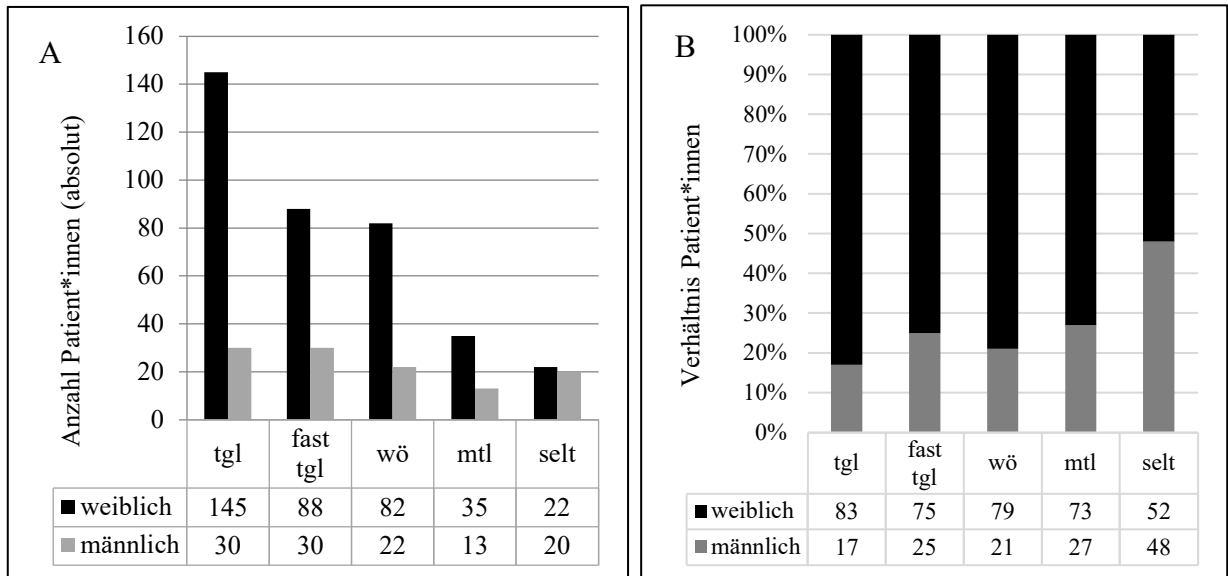 A
Anzahl Patient*innen (absolut)
160
140
120
100
80
60
40
20
0
tgl fast tgl wö mtl selt
weiblich 145 88 82 35 22
männlich 30 30 22 13 20
B
Verhältnis Patient*innen
100%
90%
80%
70%
60%
50%
40%
30%
20%
10%
0%
tgl fast tgl wö mtl selt
weiblich 83 75 79 73 52
männlich 17 25 21 27 48